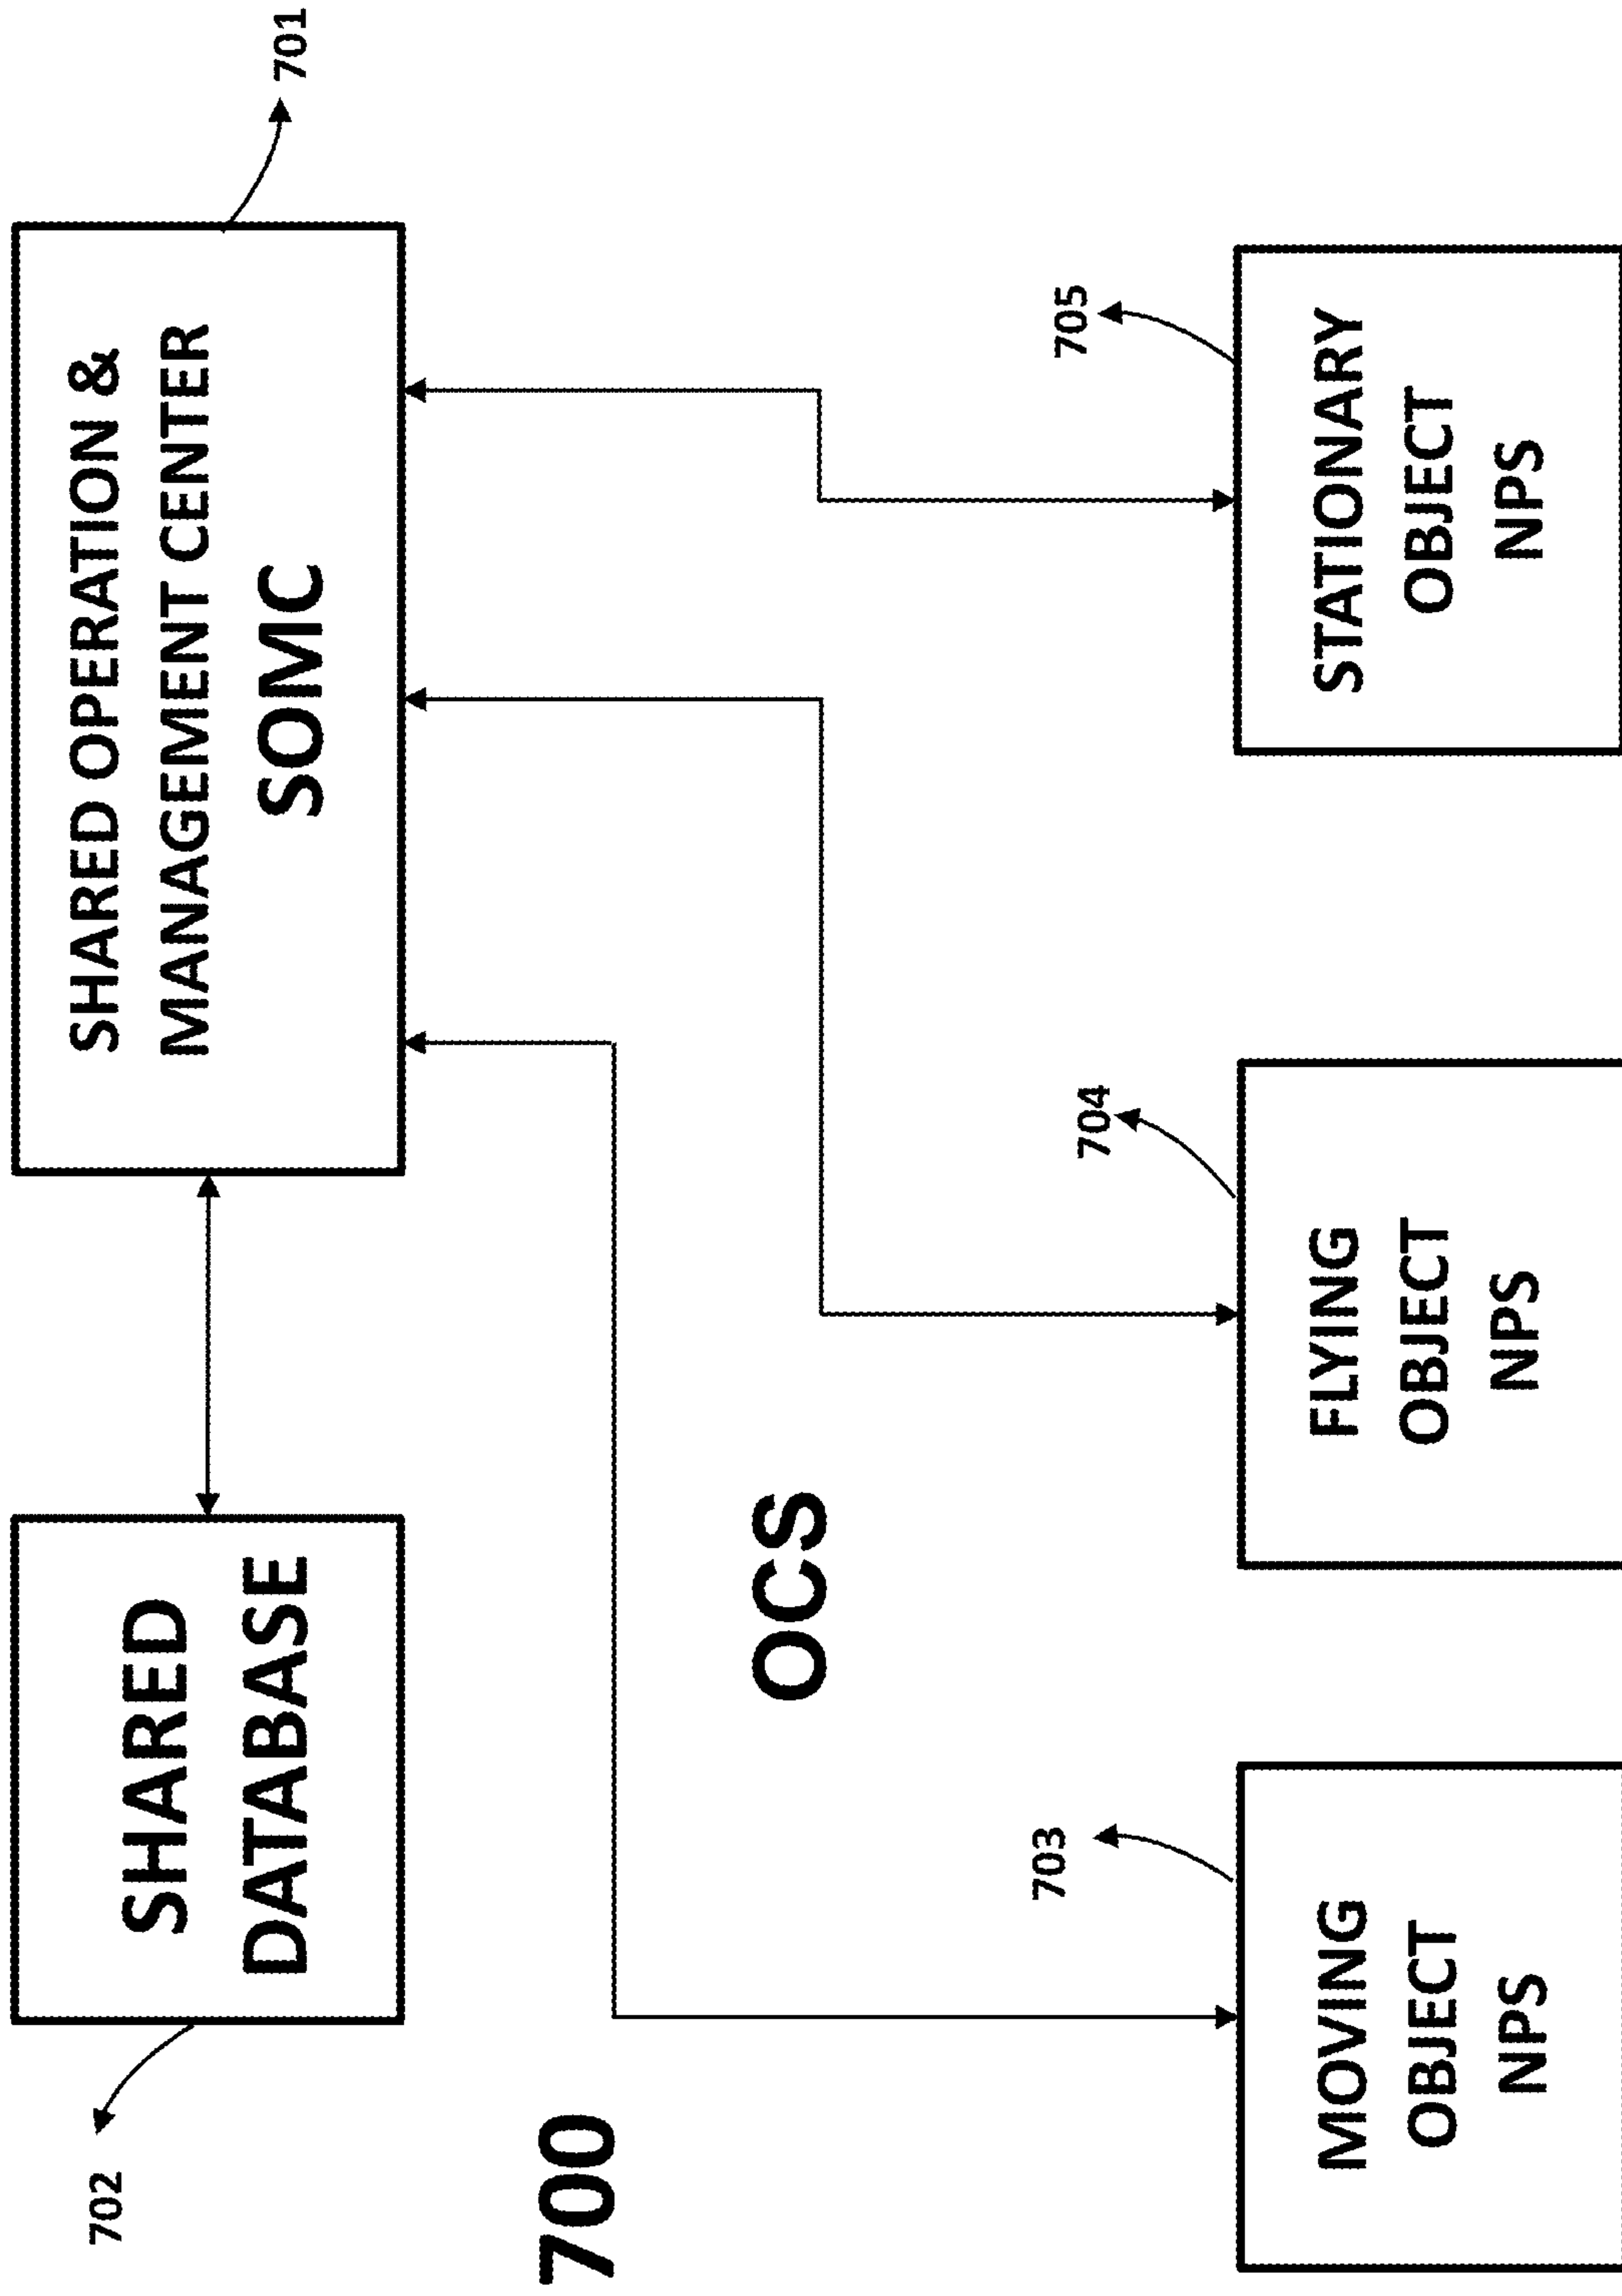 702
SHARED
DATABASE
SHARED OPERATION &
MANAGEMENT CENTER
SOMC
701
700
OCS
703
MOVING
OBJECT
NPS
704
FLYING
OBJECT
NPS
705
STATIONARY
OBJECT
NPS